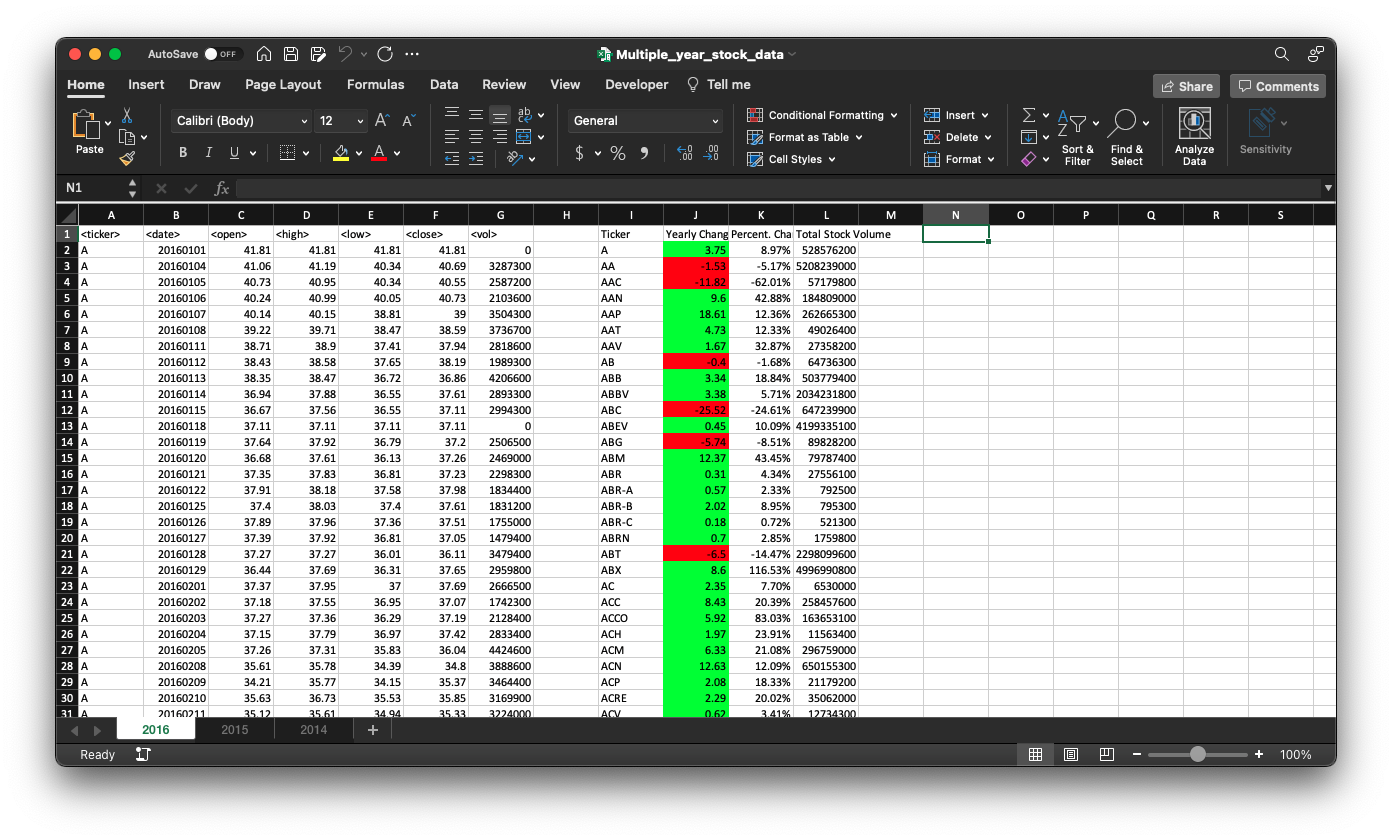 AutoSave OFF Multiple_year_stock_data
Home Insert Draw Page Layout Formulas Data Review View Developer Tell me Share Comments
Paste Calibri (Body) 12 A A ab General Conditional Formatting Insert Σ A Z
B I U A $ % Format as Table Delete Sort & Filter Find & Select Analyze Data Sensitivity
Cell Styles Format
N1 fx
A B C D E F G H I J K L M N O P Q R S
1 <ticker> <date> <open> <high> <low> <close> <vol> Ticker Yearly Chang Percent. Cha Total Stock Volume
2 A 20160101 41.81 41.81 41.81 41.81 0 A 3.75 8.97% 528576200
3 A 20160104 41.06 41.19 40.34 40.69 3287300 AA -1.53 -5.17% 5208239000
4 A 20160105 40.73 40.95 40.34 40.55 2587200 AAC -11.82 -62.01% 57179800
5 A 20160106 40.24 40.99 40.05 40.73 2103600 AAN 9.6 42.88% 184809000
6 A 20160107 40.14 40.15 38.81 39 3504300 AAP 18.61 12.36% 262665300
7 A 20160108 39.22 39.71 38.47 38.59 3736700 AAT 4.73 12.33% 49026400
8 A 20160111 38.71 38.9 37.41 37.94 2818600 AAV 1.67 32.87% 27358200
9 A 20160112 38.43 38.58 37.65 38.19 1989300 AB -0.4 -1.68% 64736300
10 A 20160113 38.35 38.47 36.72 36.86 4206600 ABB 3.34 18.84% 503779400
11 A 20160114 36.94 37.88 36.55 37.61 2893300 ABBV 3.38 5.71% 2034231800
12 A 20160115 36.67 37.56 36.55 37.11 2994300 ABC -25.52 -24.61% 647239900
13 A 20160118 37.11 37.11 37.11 37.11 0 ABEV 0.45 10.09% 4199335100
14 A 20160119 37.64 37.92 36.79 37.2 2506500 ABG -5.74 -8.51% 89828200
15 A 20160120 36.68 37.61 36.13 37.26 2469000 ABM 12.37 43.45% 79787400
16 A 20160121 37.35 37.83 36.81 37.23 2298300 ABR 0.31 4.34% 27556100
17 A 20160122 37.91 38.18 37.58 37.98 1834400 ABR-A 0.57 2.33% 792500
18 A 20160125 37.4 38.03 37.4 37.61 1831200 ABR-B 2.02 8.95% 795300
19 A 20160126 37.89 37.96 37.36 37.51 1755000 ABR-C 0.18 0.72% 521300
20 A 20160127 37.39 37.92 36.81 37.05 1479400 ABRN 0.7 2.85% 1759800
21 A 20160128 37.27 37.27 36.01 36.11 3479400 ABT -6.5 -14.47% 2298099600
22 A 20160129 36.44 37.69 36.31 37.65 2959800 ABX 8.6 116.53% 4996990800
23 A 20160201 37.37 37.95 37 37.69 2666500 AC 2.35 7.70% 6530000
24 A 20160202 37.18 37.55 36.95 37.07 1742300 ACC 8.43 20.39% 258457600
25 A 20160203 37.27 37.36 36.29 37.19 2128400 ACCO 5.92 83.03% 163653100
26 A 20160204 37.15 37.79 36.97 37.42 2833400 ACH 1.97 23.91% 11563400
27 A 20160205 37.26 37.31 35.83 36.04 4424600 ACM 6.33 21.08% 296759000
28 A 20160208 35.61 35.78 34.39 34.8 3888600 ACN 12.63 12.09% 650155300
29 A 20160209 34.21 35.77 34.15 35.37 3464400 ACP 2.08 18.33% 21179200
30 A 20160210 35.63 36.73 35.53 35.85 3169900 ACRE 2.29 20.02% 35062000
31 A 20160211 35.12 35.61 34.94 35.33 3224000 ACV 0.62 3.41% 12734300
2016 2015 2014 +
Ready 100%